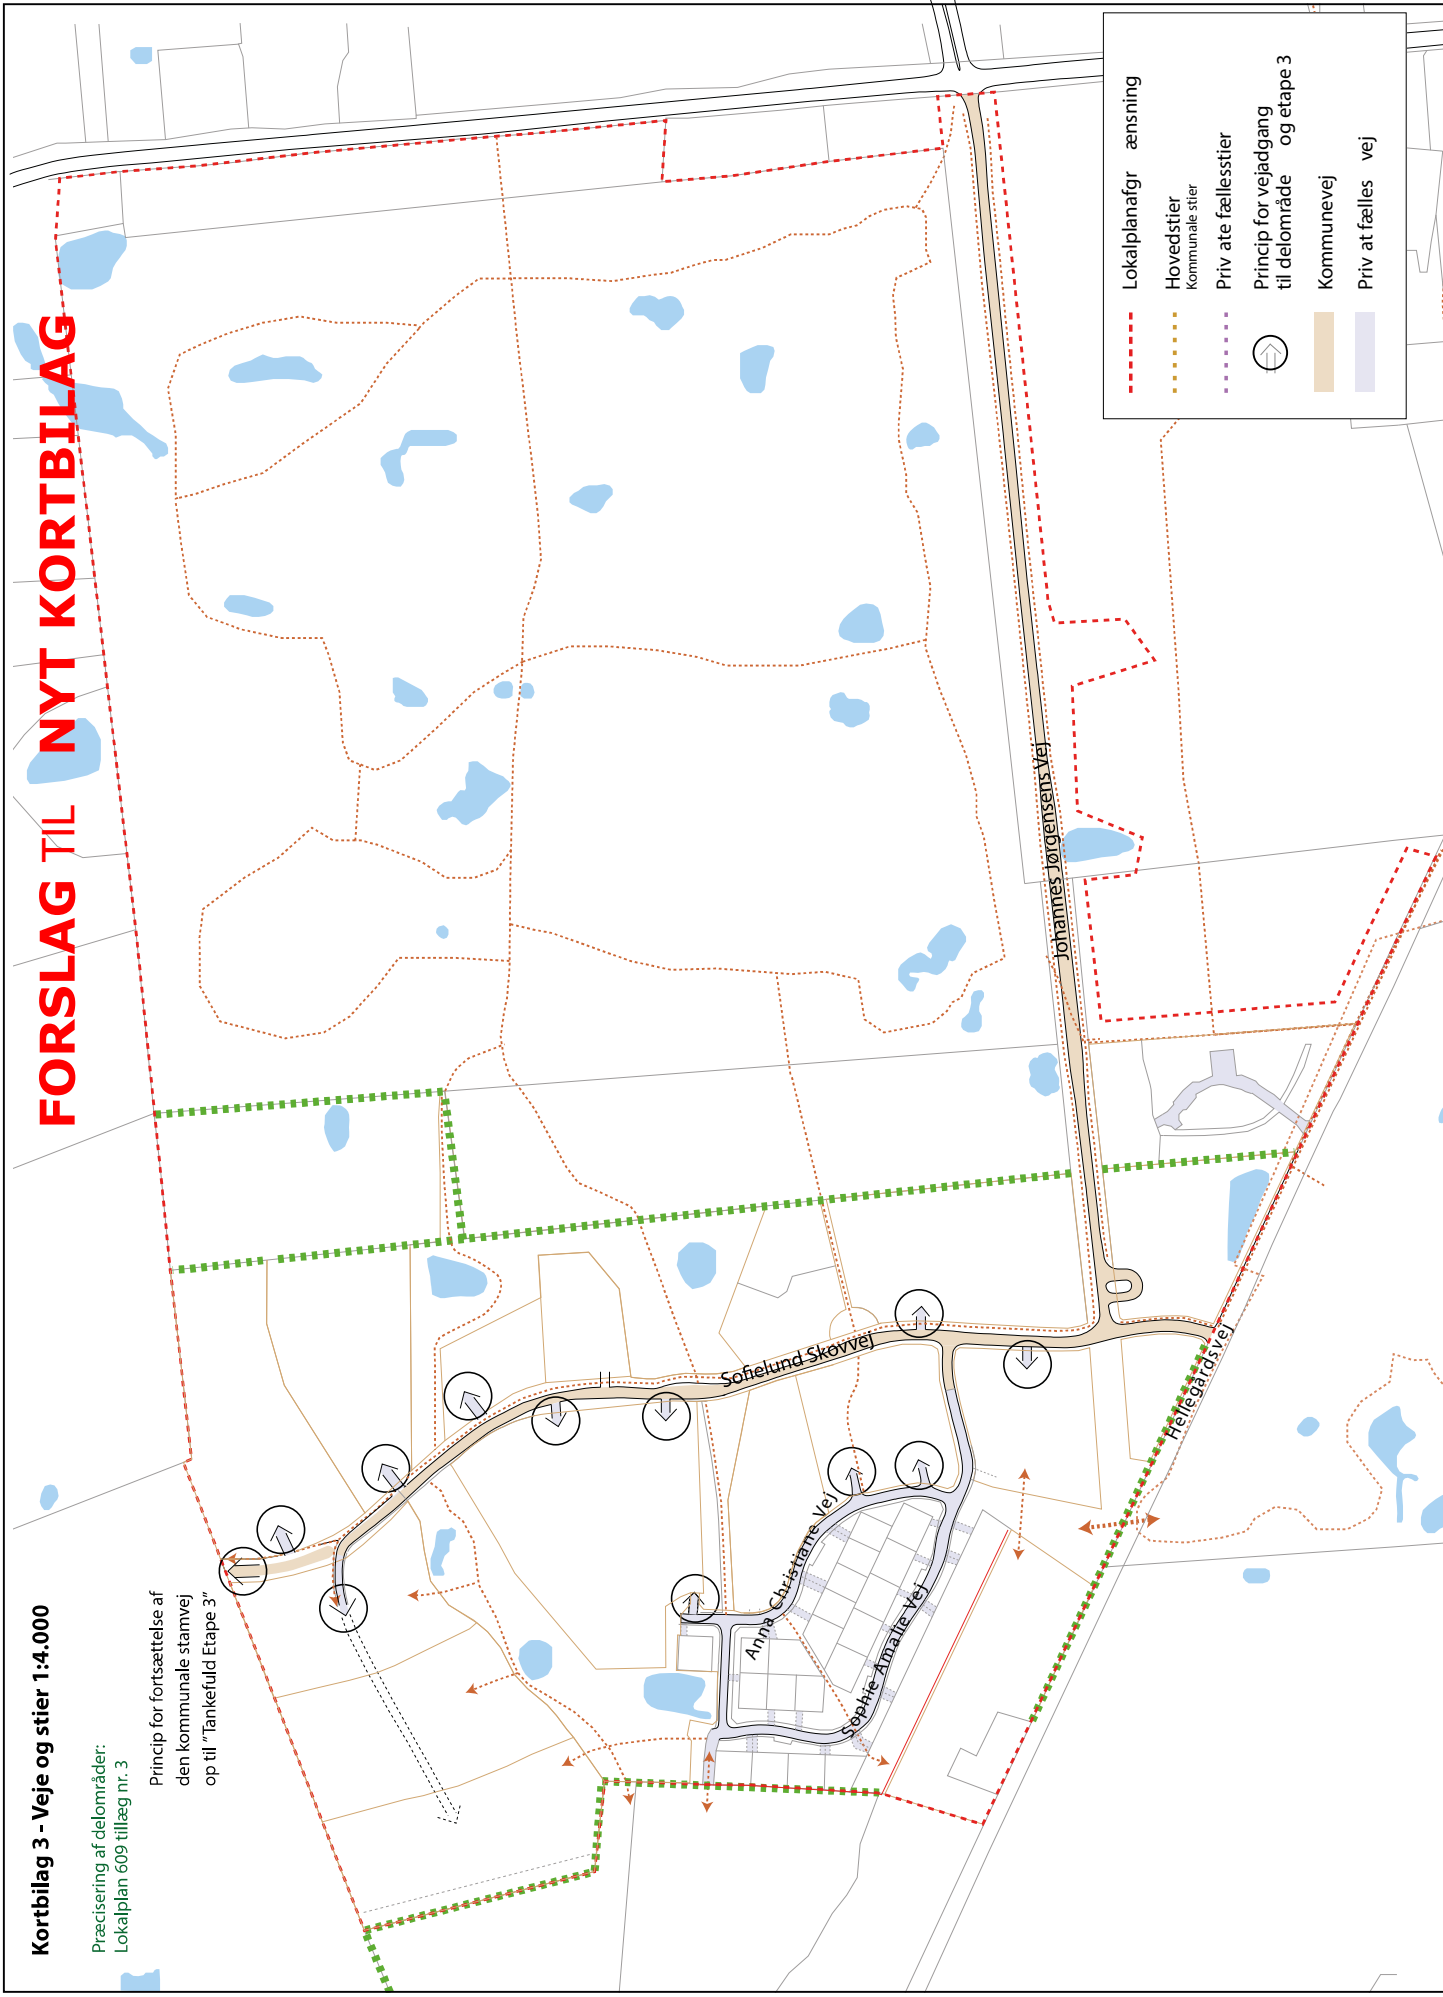 Kortbilag 3 - Veje og stier 1:4.000
Præcisering af delområder:
Lokalplan 609 tillæg nr. 3
Princip for fortsættelse af
den kommunale stamvej
op til "Tankefuld Etape 3"
FORSLAG TIL NYT KORTBILAG
Sofielund Skovvej
Johannes Jørgensens Vej
Anna Christiane Vej
Sophie Amalie Vej
Hellegårdsvej
Lokalplanafgr ænsning
Hovedstier
Kommunale stier
Priv ate fællesstier
Princip for vejadgang
til delområde og etape 3
Kommunevej
Priv at fælles vej